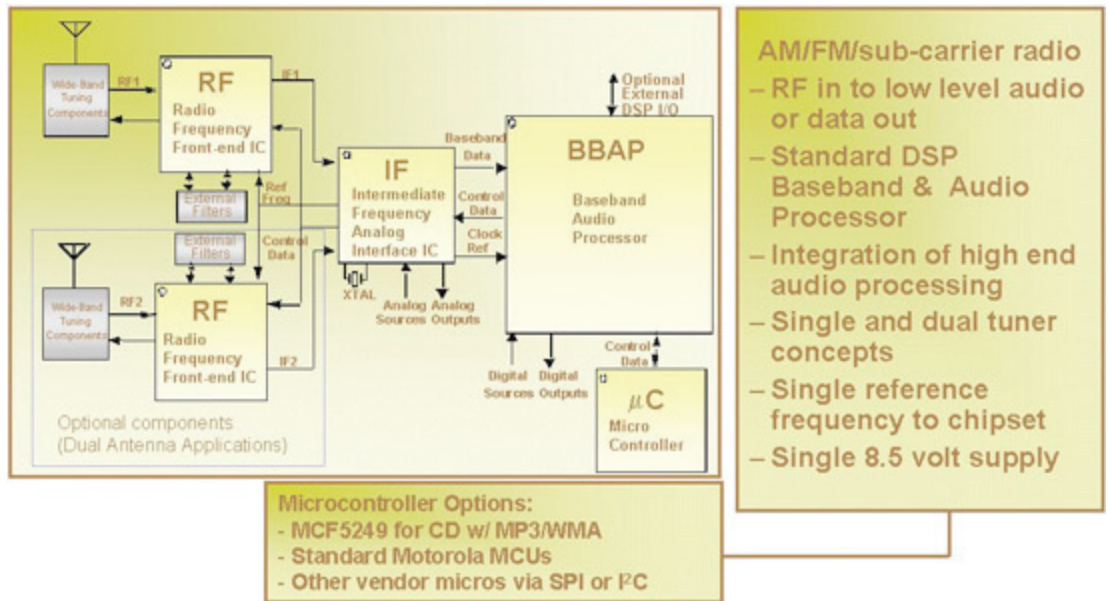 Wide-Band
Tuning
Components
RF1
RF
Radio
Frequency
Front-end IC
IF1
External
Filters
Ref
Freq
Control
Data
External
Filters
Wide-Band
Tuning
Components
RF2
RF
Radio
Frequency
Front-end IC
IF2
Optional components
(Dual Antenna Applications)
IF
Intermediate
Frequency
Analog
Interface IC
XTAL
Analog
Sources
Analog
Outputs
Baseband
Data
Control
Data
Clock
Ref
Optional
External
DSP I/O
BBAP
Baseband
Audio
Processor
Digital
Sources
Digital
Outputs
Control
Data
μC
Micro
Controller
AM/FM/sub-carrier radio
– RF in to low level audio
or data out
– Standard DSP
Baseband & Audio
Processor
– Integration of high end
audio processing
– Single and dual tuner
concepts
– Single reference
frequency to chipset
– Single 8.5 volt supply
Microcontroller Options:
- MCF5249 for CD w/ MP3/WMA
- Standard Motorola MCUs
- Other vendor micros via SPI or I²C